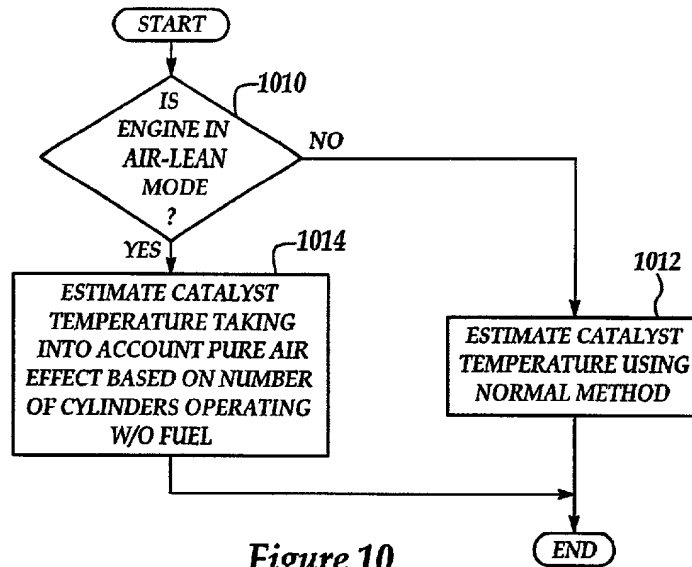 START
1010
IS
ENGINE IN
AIR-LEAN
MODE
?
NO
YES
1014
ESTIMATE CATALYST
TEMPERATURE TAKING
INTO ACCOUNT PURE AIR
EFFECT BASED ON NUMBER
OF CYLINDERS OPERATING
W/O FUEL
1012
ESTIMATE CATALYST
TEMPERATURE USING
NORMAL METHOD
END
Figure 10